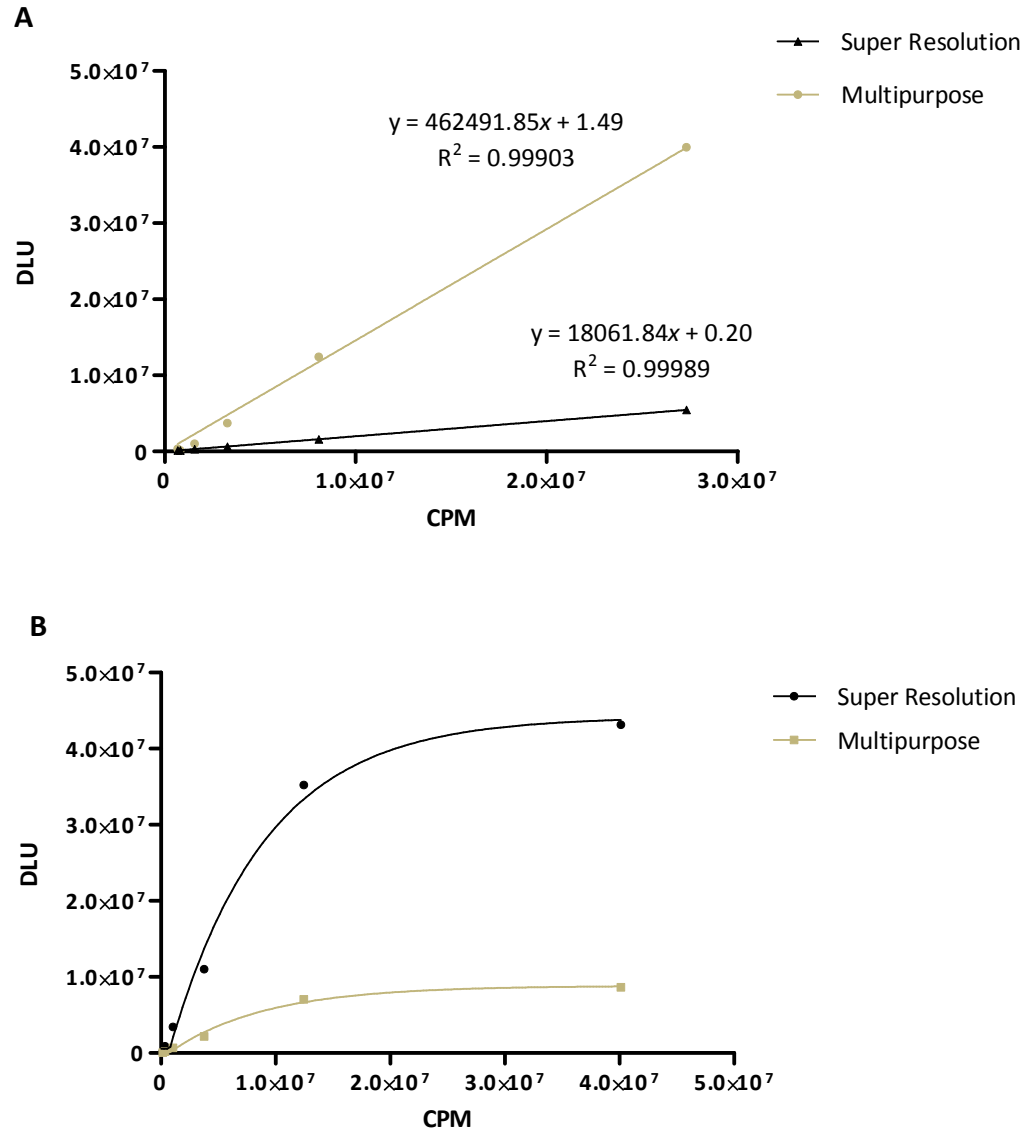 A
Super Resolution
Multipurpose
5.0×10⁷
4.0×10⁷
3.0×10⁷
2.0×10⁷
1.0×10⁷
0
DLU
y = 462491.85x + 1.49
R² = 0.99903
y = 18061.84x + 0.20
R² = 0.99989
0 1.0×10⁷ 2.0×10⁷ 3.0×10⁷
CPM
B
Super Resolution
Multipurpose
5.0×10⁷
4.0×10⁷
3.0×10⁷
2.0×10⁷
1.0×10⁷
0
DLU
0 1.0×10⁷ 2.0×10⁷ 3.0×10⁷ 4.0×10⁷ 5.0×10⁷
CPM